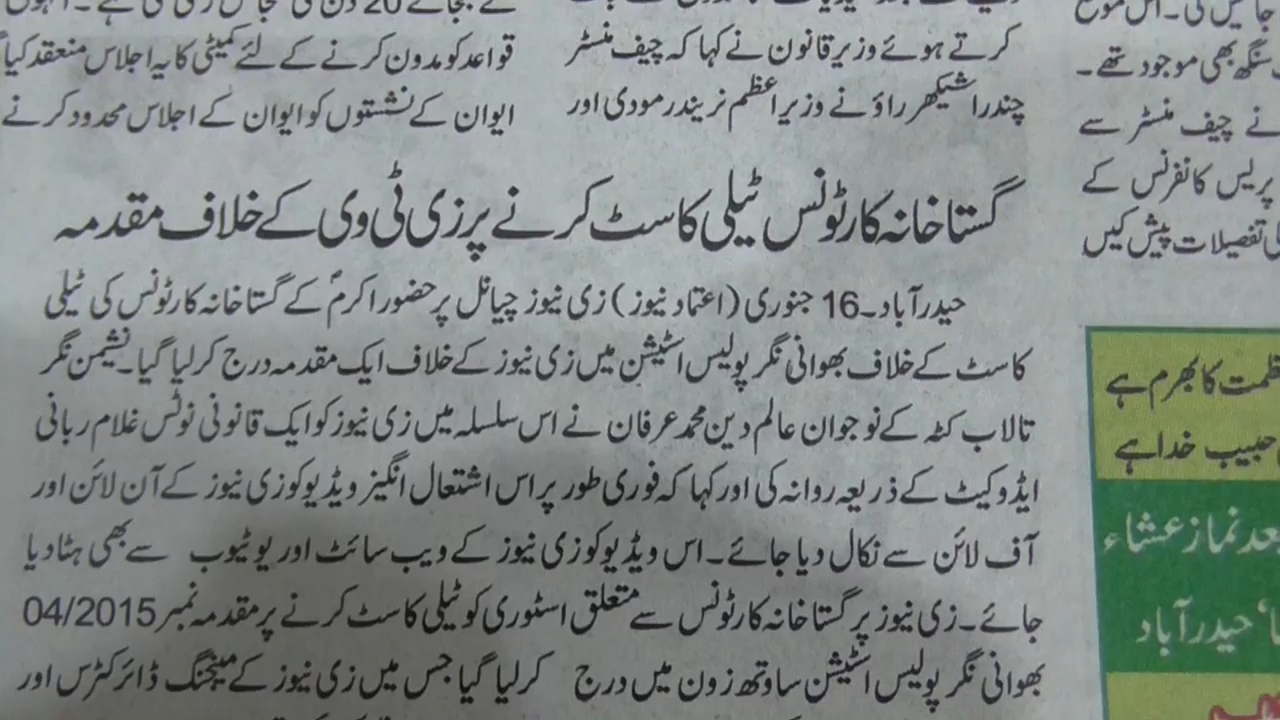 کرتے ہوئے وزیر قانون نے کہا کہ چیف منسٹر
چندرا شیکھر راؤ نے وزیر اعظم نریندر مودی اور
قواعد کو مدون کرنے کے لئے کمیٹی کا یہ اجلاس منعقد کیا
ایوان کے نشستوں کو ایوان کے اجلاس محدود کرنے
جائیں گی۔ اس موقع
سنگھ بھی موجود تھے۔
نے چیف منسٹر سے
پریس کانفرنس کے
تفصیلات پیش کیں
گستاخانہ کارٹونس ٹیلی کاسٹ کرنے پر زی ٹی وی کے خلاف مقدمہ
حیدرآباد۔16 جنوری (اعتماد نیوز) زی نیوز چیانل پر حضور اکرمؐ کے گستاخانہ کارٹونس کی ٹیلی
کاسٹ کے خلاف بھوانی نگر پولیس اسٹیشن میں زی نیوز کے خلاف ایک مقدمہ درج کرلیا گیا۔ نشیمن نگر
تالاب کٹہ کے نوجوان عالم دین محمد عرفان نے اس سلسلہ میں زی نیوز کو ایک قانونی نوٹس غلام ربانی
ایڈوکیٹ کے ذریعہ روانہ کی اور کہا کہ فوری طور پر اس اشتعال انگیز ویڈیو کو زی نیوز کے آن لائن اور
آف لائن سے نکال دیا جائے۔ اس ویڈیو کو زی نیوز کے ویب سائٹ اور یوٹیوب سے بھی ہٹا دیا
جائے۔ زی نیوز پر گستاخانہ کارٹونس سے متعلق اسٹوری کو ٹیلی کاسٹ کرنے پر مقدمہ نمبر 04/2015
بھوانی نگر پولیس اسٹیشن ساوتھ زون میں درج کرلیا گیا جس میں زی نیوز کے مینیجنگ ڈائرکٹرس اور
عظمت کا بھرم ہے
حبیب خدا ہے
بعد نماز عشاء
حیدرآباد